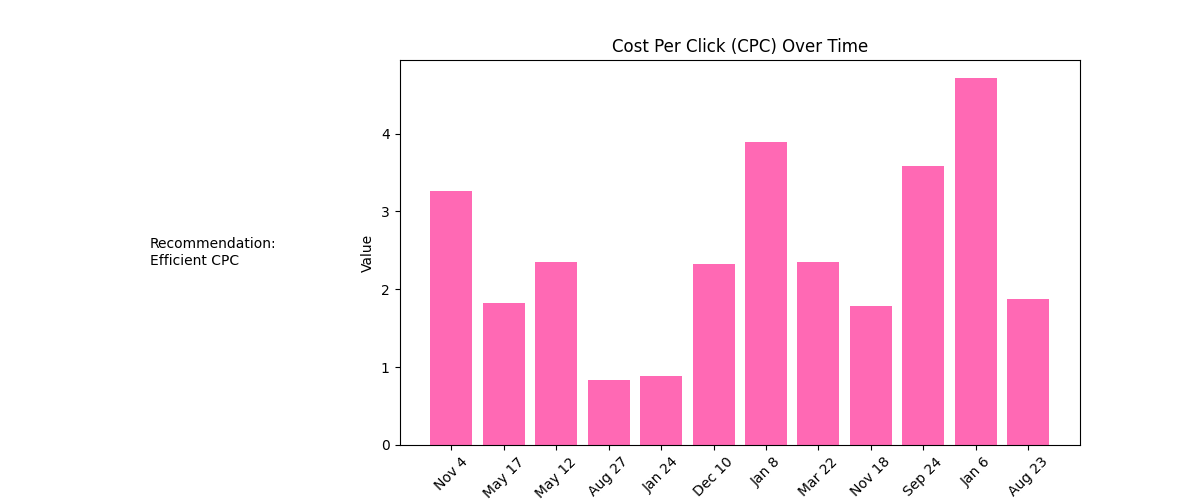 Cost Per Click (CPC) Over Time
Recommendation:
Efficient CPC
Value
4
3
2
1
0
Nov 4
May 17
May 12
Aug 27
Jan 24
Dec 10
Jan 8
Mar 22
Nov 18
Sep 24
Jan 6
Aug 23